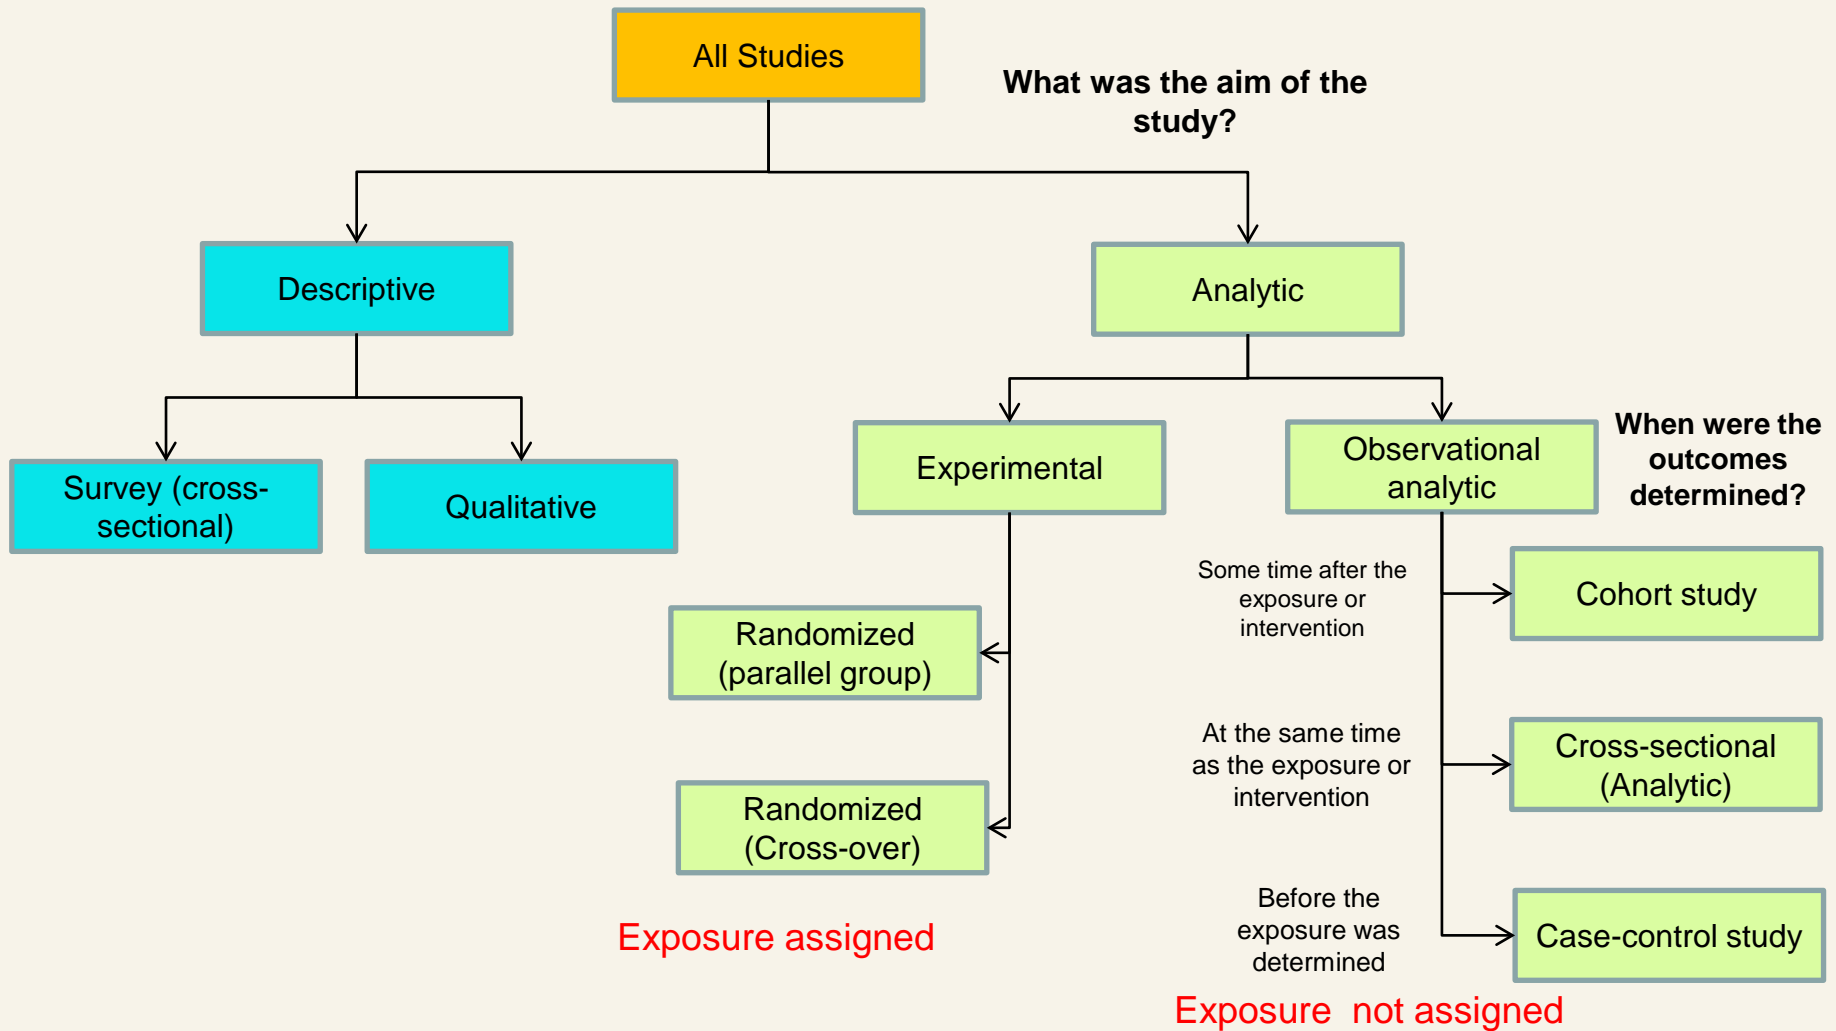 All Studies
What was the aim of the
study?
Descriptive
Analytic
Survey (cross-
sectional)
Qualitative
Experimental
Observational
analytic
When were the
outcomes
determined?
Some time after the
exposure or
intervention
Cohort study
Randomized
(parallel group)
At the same time
as the exposure or
intervention
Cross-sectional
(Analytic)
Randomized
(Cross-over)
Before the
exposure was
determined
Case-control study
Exposure assigned
Exposure  not assigned